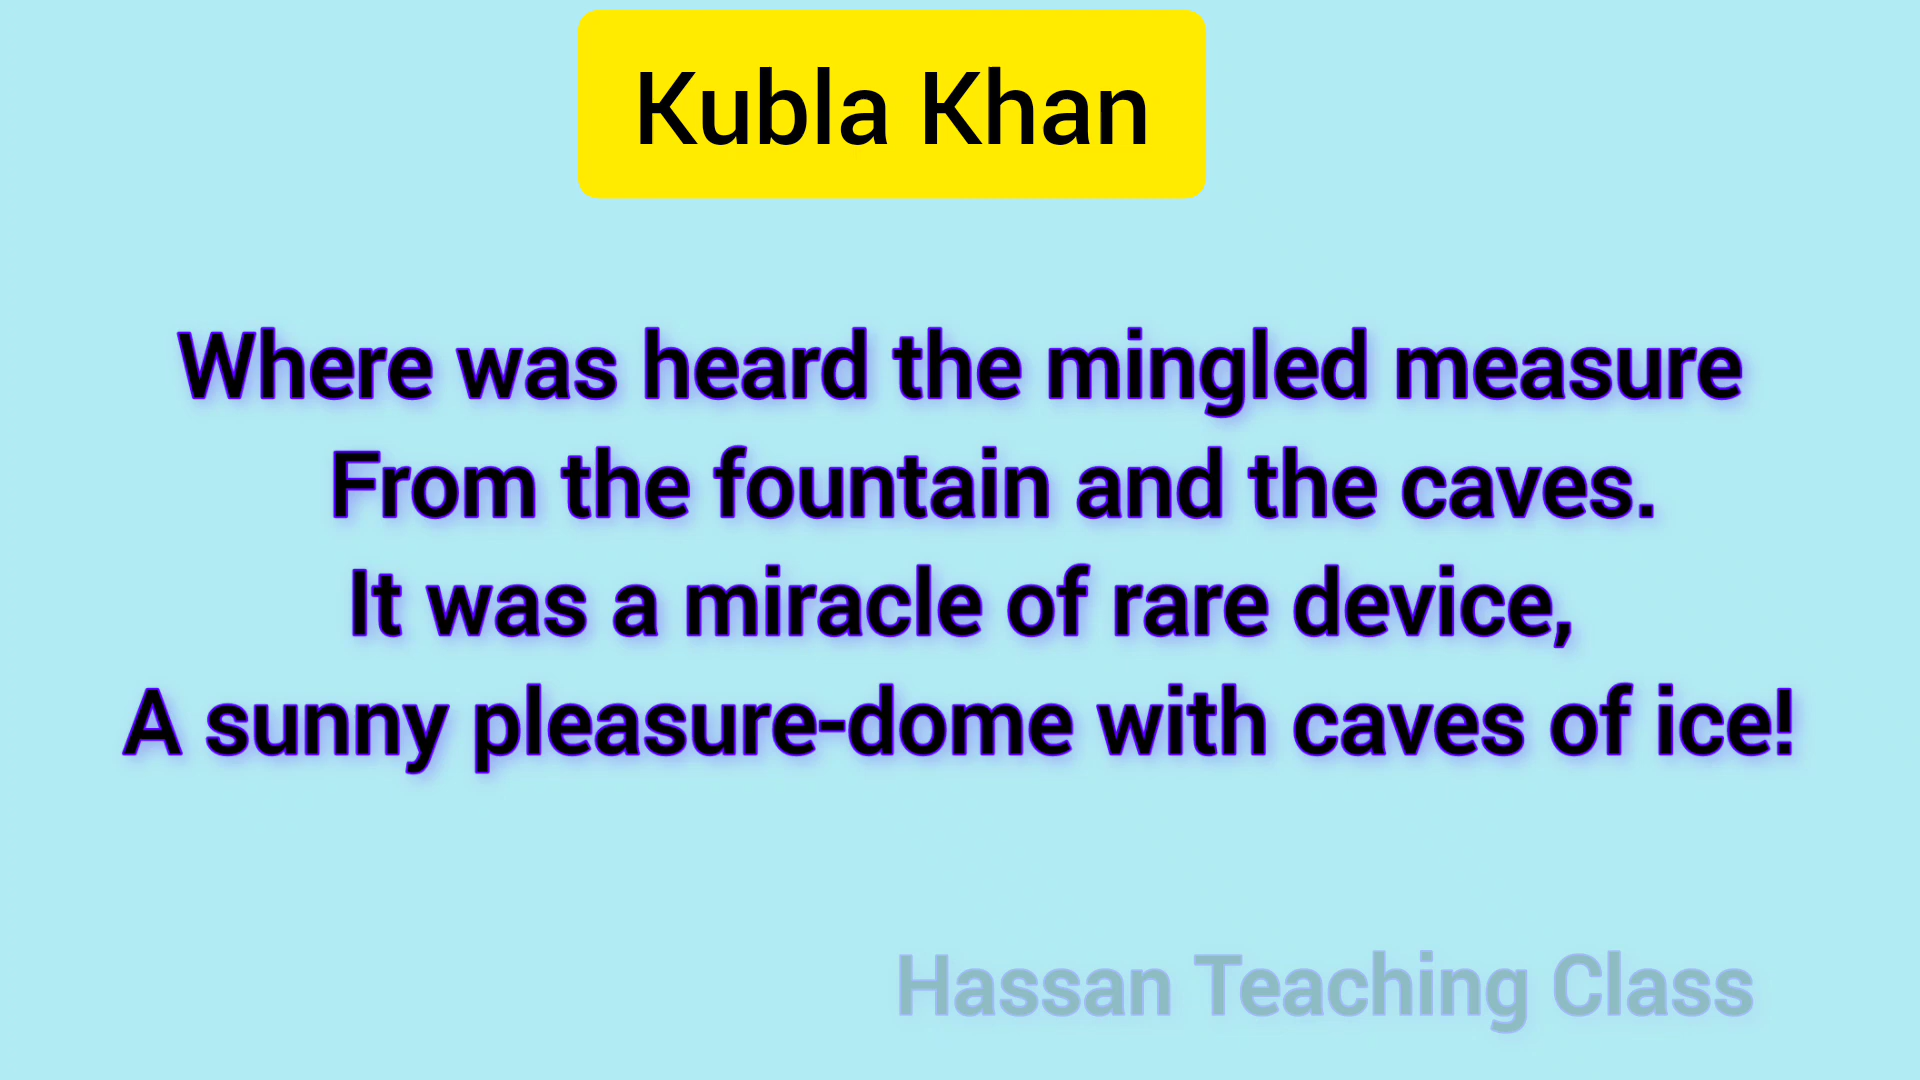 Kubla Khan
Where was heard the mingled measure
From the fountain and the caves.
It was a miracle of rare device,
A sunny pleasure-dome with caves of ice!
Hassan Teaching Class